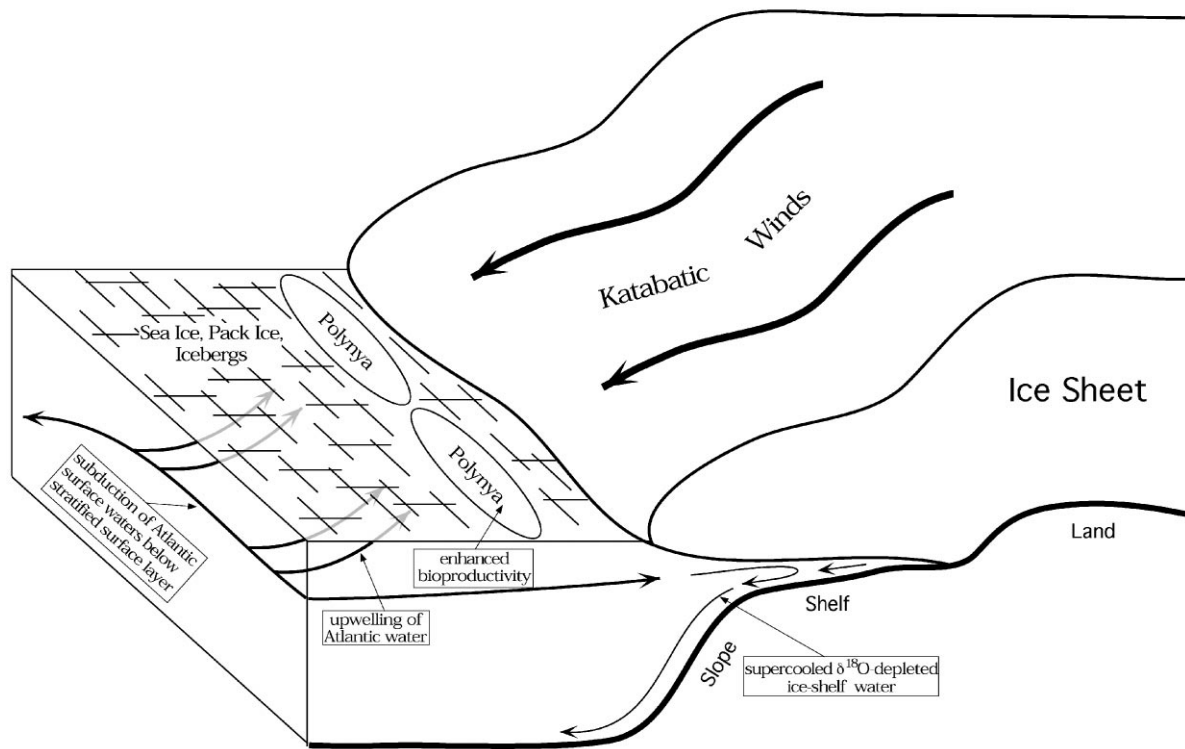 Katabatic Winds
Sea Ice, Pack Ice,
Icebergs
Polynya
Polynya
Ice Sheet
subduction of Atlantic
surface waters below
stratified surface layer
enhanced
bioproductivity
upwelling of
Atlantic water
Land
Shelf
Slope
supercooled δ¹⁸O-depleted
ice-shelf water